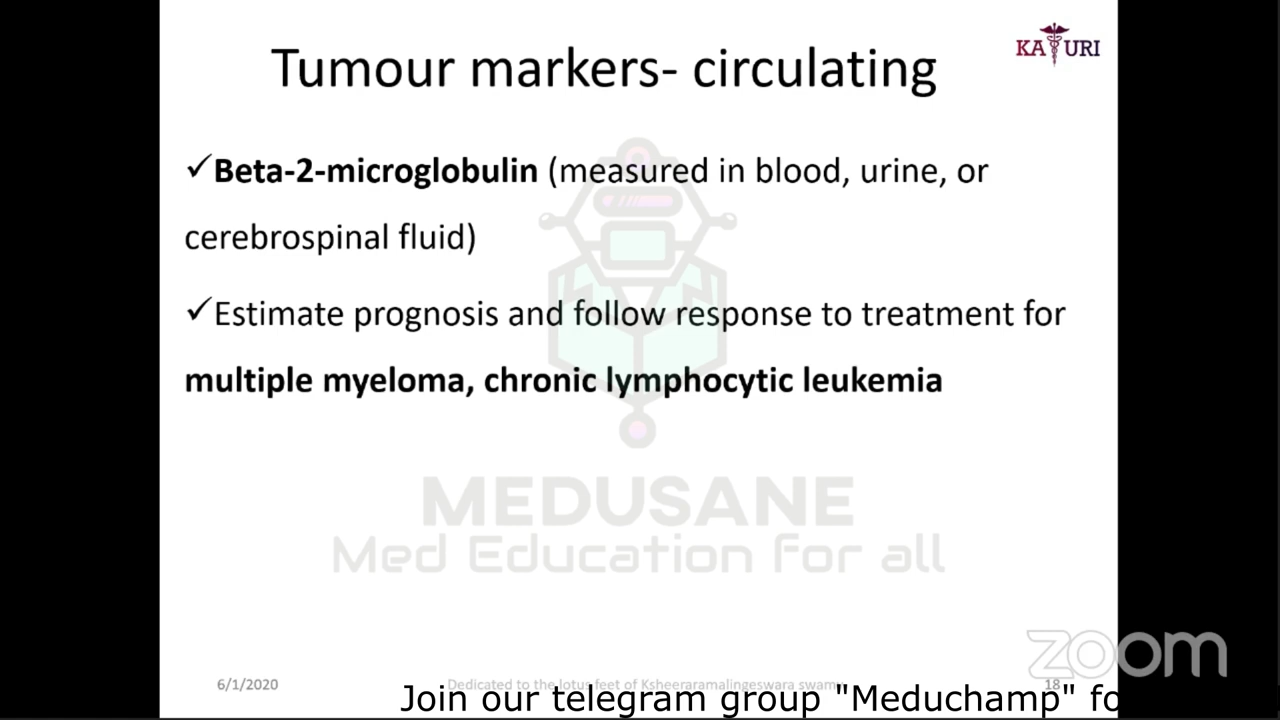 KATURI
Tumour markers- circulating
✓Beta-2-microglobulin (measured in blood, urine, or
cerebrospinal fluid)
✓Estimate prognosis and follow response to treatment for
multiple myeloma, chronic lymphocytic leukemia
MEDUSANE
Med Education for all
zoom
6/1/2020
Dedicated to the lotus feet of Ksheeraramalingeswara swamy
18
Join our telegram group "Meduchamp" fo